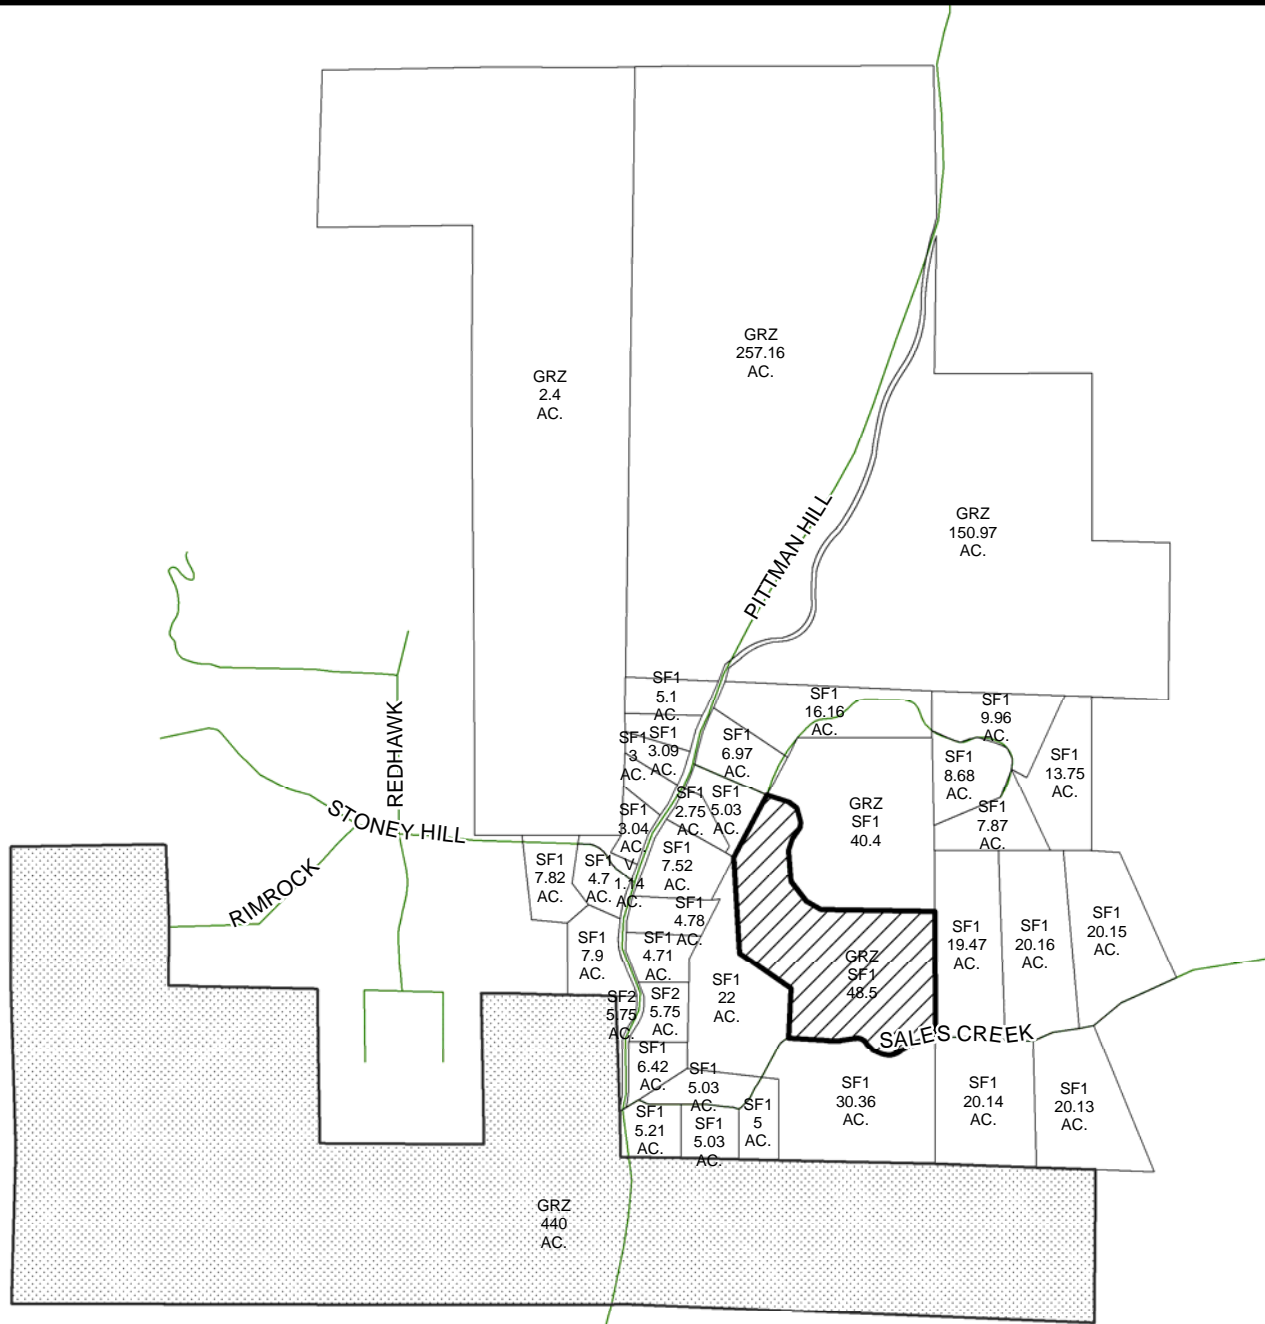 GRZ
257.16
AC.
GRZ
2.4
AC.
GRZ
150.97
AC.
PITTMAN HILL
SF1
5.1
AC.
SF1
16.16
AC.
SF1
9.96
AC.
SF1
3.09
AC.
SF1
3
AC.
SF1
6.97
AC.
SF1
8.68
AC.
SF1
13.75
AC.
REDHAWK
SF1
2.75
AC.
SF1
5.03
AC.
GRZ
SF1
40.4
SF1
7.87
AC.
STONEY HILL
SF1
3.04
AC.
SF1
7.52
AC.
SF1
7.82
AC.
SF1
4.7
AC.
V
1.14
AC.
RIMROCK
SF1
4.78
AC.
SF1
19.47
AC.
SF1
20.16
AC.
SF1
20.15
AC.
SF1
7.9
AC.
SF1
4.71
AC.
GRZ
SF1
48.5
SF1
22
AC.
SF2
5.75
AC.
SF2
5.75
AC.
SALES CREEK
SF1
6.42
AC.
SF1
5.03
AC.
SF1
30.36
AC.
SF1
20.14
AC.
SF1
20.13
AC.
SF1
5.21
AC.
SF1
5.03
AC.
SF1
5
AC.
GRZ
440
AC.